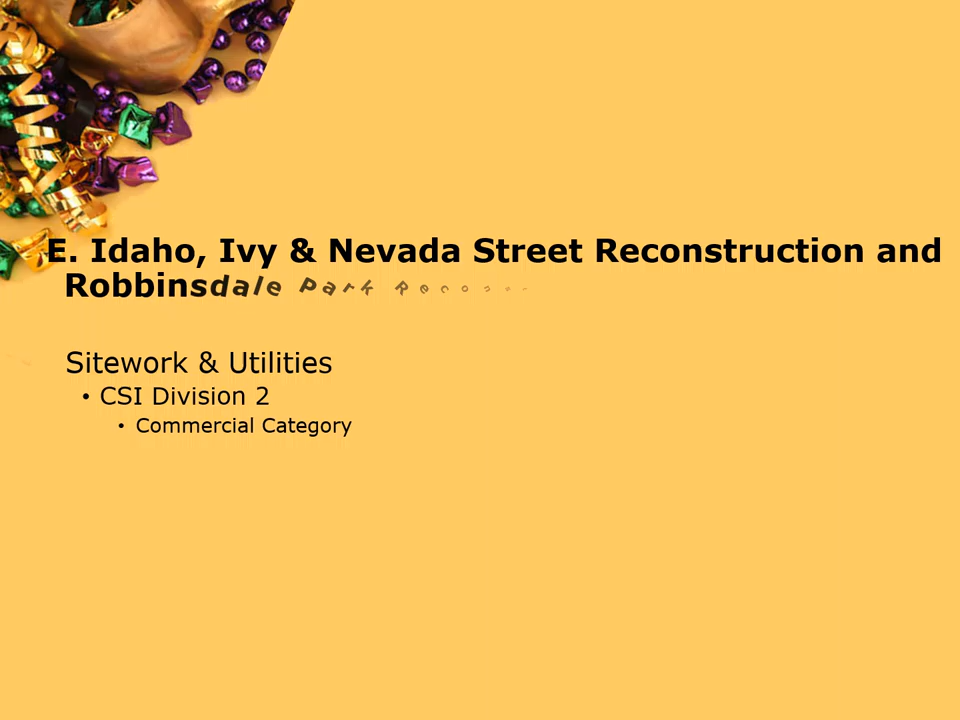 E. Idaho, Ivy & Nevada Street Reconstruction and
Robbinsdale Park
Sitework & Utilities
• CSI Division 2
• Commercial Category